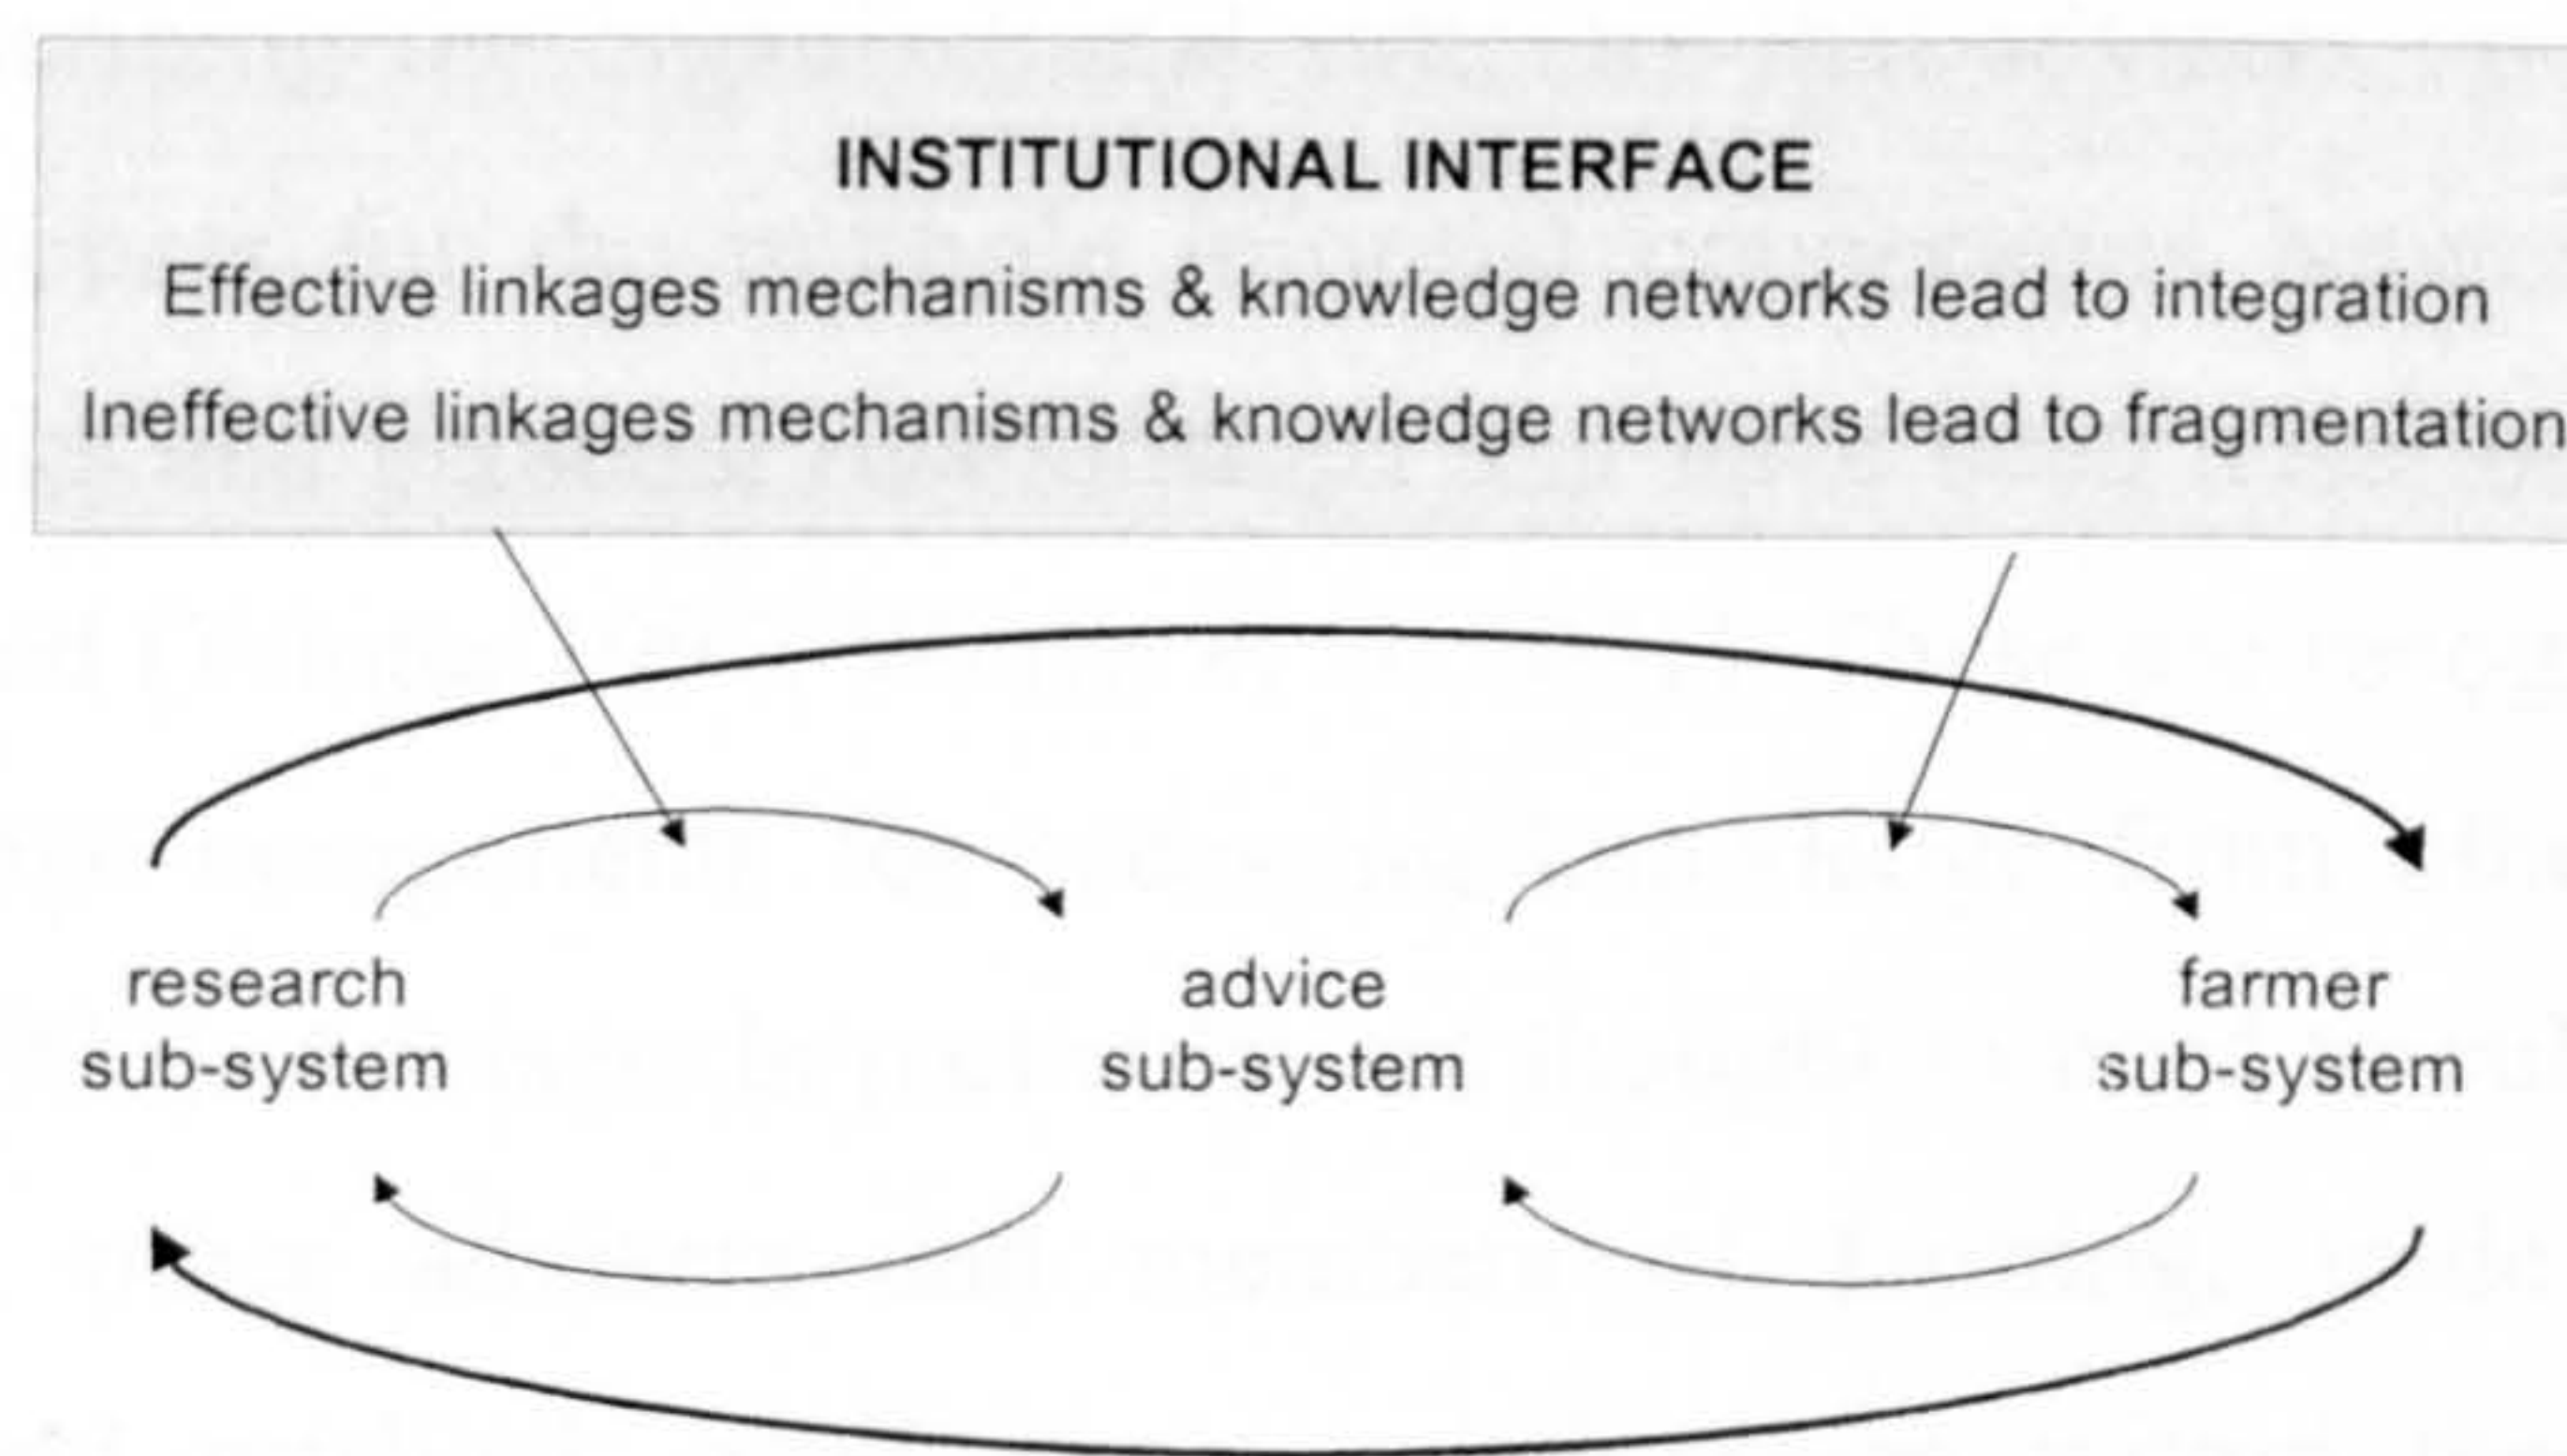 INSTITUTIONAL INTERFACE
Effective linkages mechanisms & knowledge networks lead to integration
Ineffective linkages mechanisms & knowledge networks lead to fragmentation
research
sub-system
advice
sub-system
farmer
sub-system